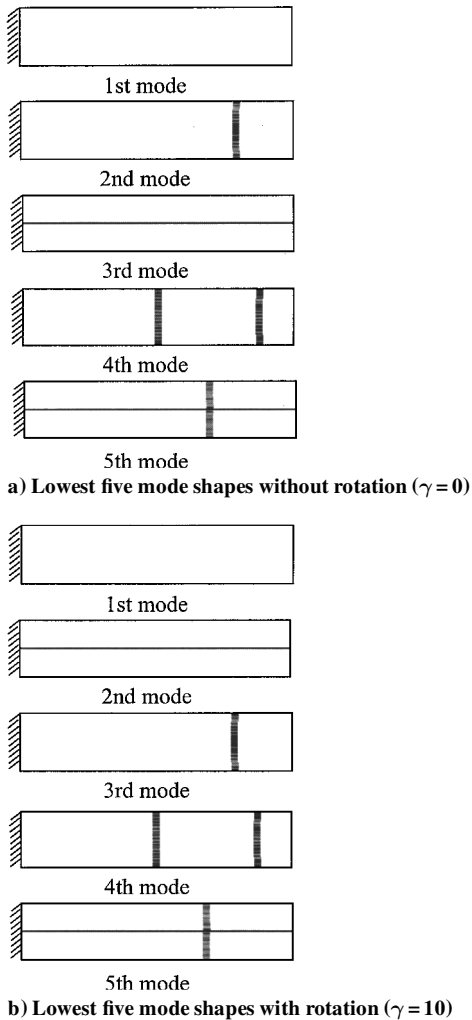 1st mode
2nd mode
3rd mode
4th mode
5th mode
a) Lowest five mode shapes without rotation (γ = 0)
1st mode
2nd mode
3rd mode
4th mode
5th mode
b) Lowest five mode shapes with rotation (γ = 10)